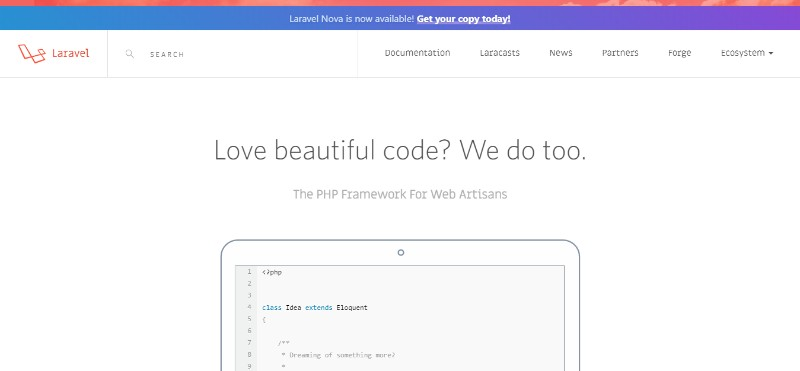 Laravel Nova is now available! Get your copy today!
Laravel
SEARCH
Documentation Laracasts News Partners Forge Ecosystem
Love beautiful code? We do too.
The PHP Framework For Web Artisans
1 <?php
2
3
4 class Idea extends Eloquent
5 {
6
7 /**
8 * Dreaming of something more?
9 *